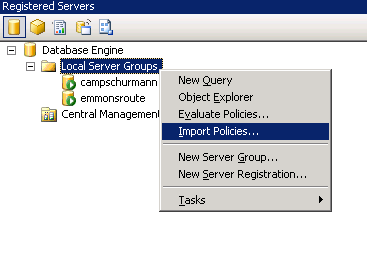 Registered Servers
Database Engine
Local Server Groups
campschurmann
emmonsroute
Central Management
New Query
Object Explorer
Evaluate Policies...
Import Policies...
New Server Group...
New Server Registration...
Tasks